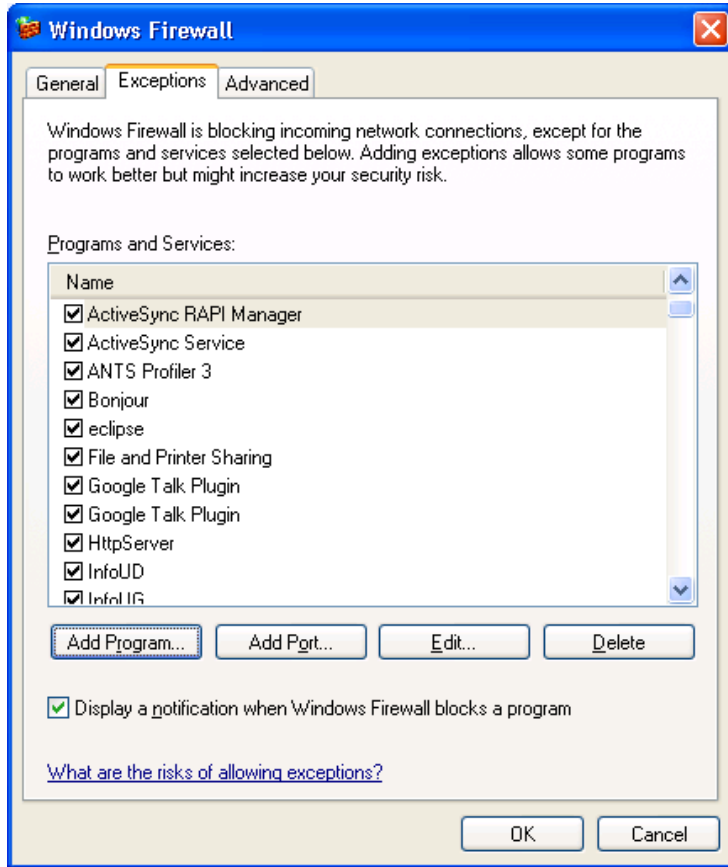 Windows Firewall
General Exceptions Advanced
Windows Firewall is blocking incoming network connections, except for the
programs and services selected below. Adding exceptions allows some programs
to work better but might increase your security risk.
Programs and Services:
Name
ActiveSync RAPI Manager
ActiveSync Service
ANTS Profiler 3
Bonjour
eclipse
File and Printer Sharing
Google Talk Plugin
Google Talk Plugin
HttpServer
InfoUD
InfoUG
Add Program... Add Port... Edit... Delete
Display a notification when Windows Firewall blocks a program
What are the risks of allowing exceptions?
OK Cancel